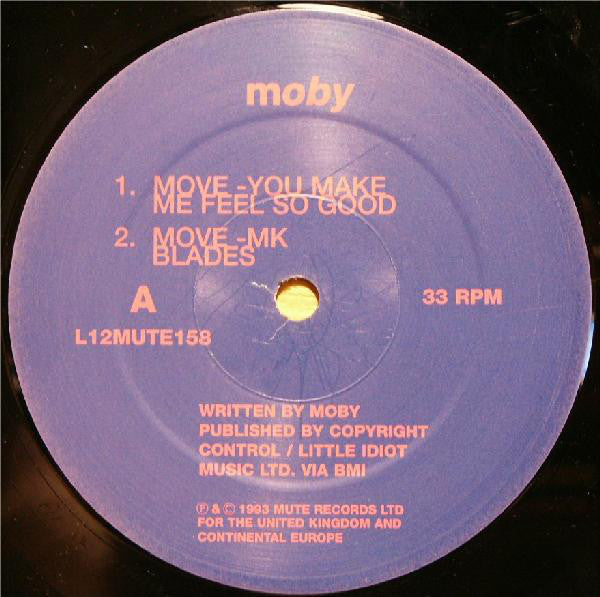 moby
1. MOVE -YOU MAKE
ME FEEL SO GOOD
2. MOVE -MK
BLADES
A
33 RPM
L12MUTE158
WRITTEN BY MOBY
PUBLISHED BY COPYRIGHT
CONTROL / LITTLE IDIOT
MUSIC LTD. VIA BMI
Ⓟ & © 1993 MUTE RECORDS LTD
FOR THE UNITED KINGDOM AND
CONTINENTAL EUROPE